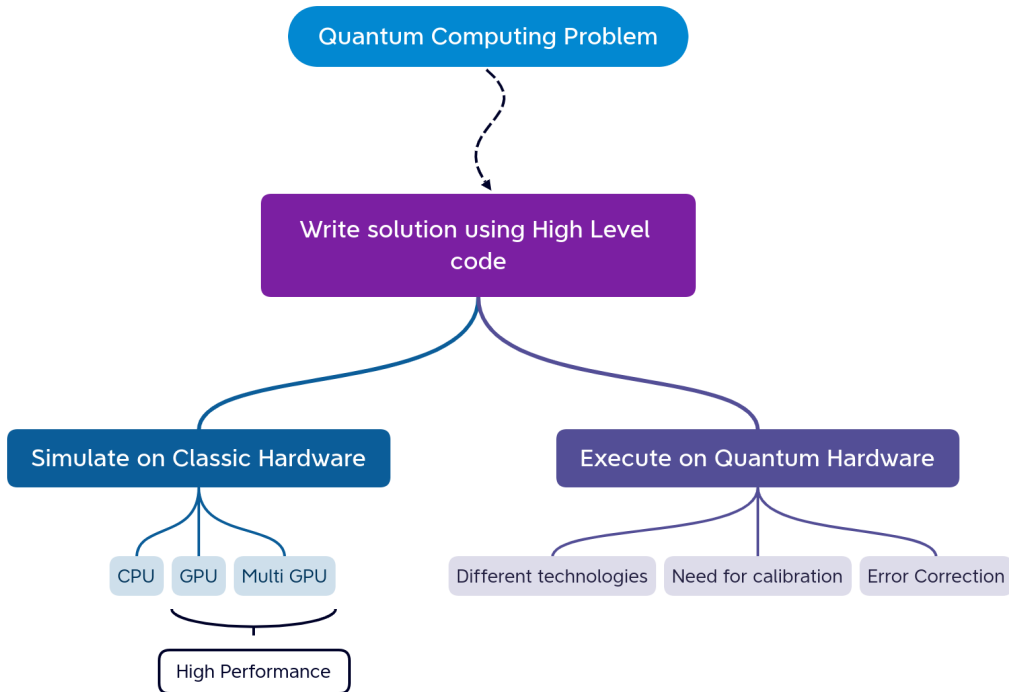 Quantum Computing Problem
Write solution using High Level
code
Simulate on Classic Hardware
Execute on Quantum Hardware
CPU
GPU
Multi GPU
Different technologies
Need for calibration
Error Correction
High Performance